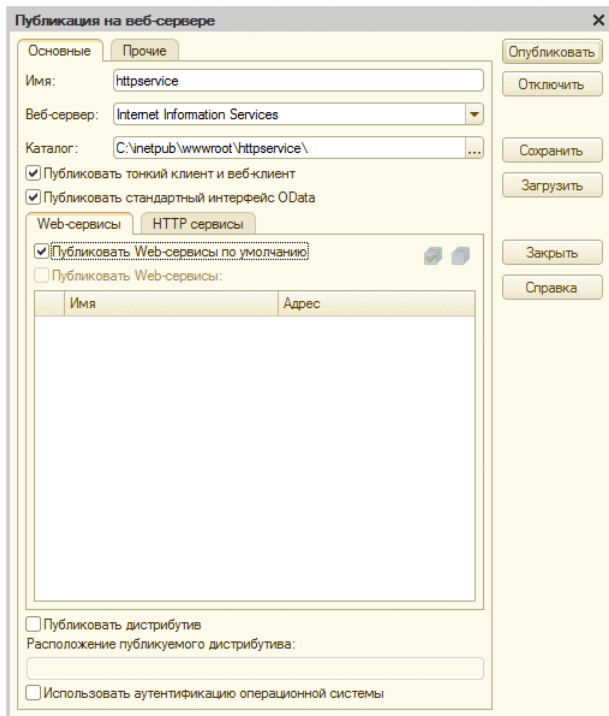 Публикация на веб-сервере
Основные Прочие
Опубликовать
Имя: httpservice
Отключить
Веб-сервер: Internet Information Services
Каталог: C:\inetpub\wwwroot\httpservice\ ...
Сохранить
Публиковать тонкий клиент и веб-клиент
Загрузить
Публиковать стандартный интерфейс OData
Web-сервисы HTTP сервисы
Публиковать Web-сервисы по умолчанию
Закрыть
Публиковать Web-сервисы:
Справка
Имя Адрес
Публиковать дистрибутив
Расположение публикуемого дистрибутива:
Использовать аутентификацию операционной системы